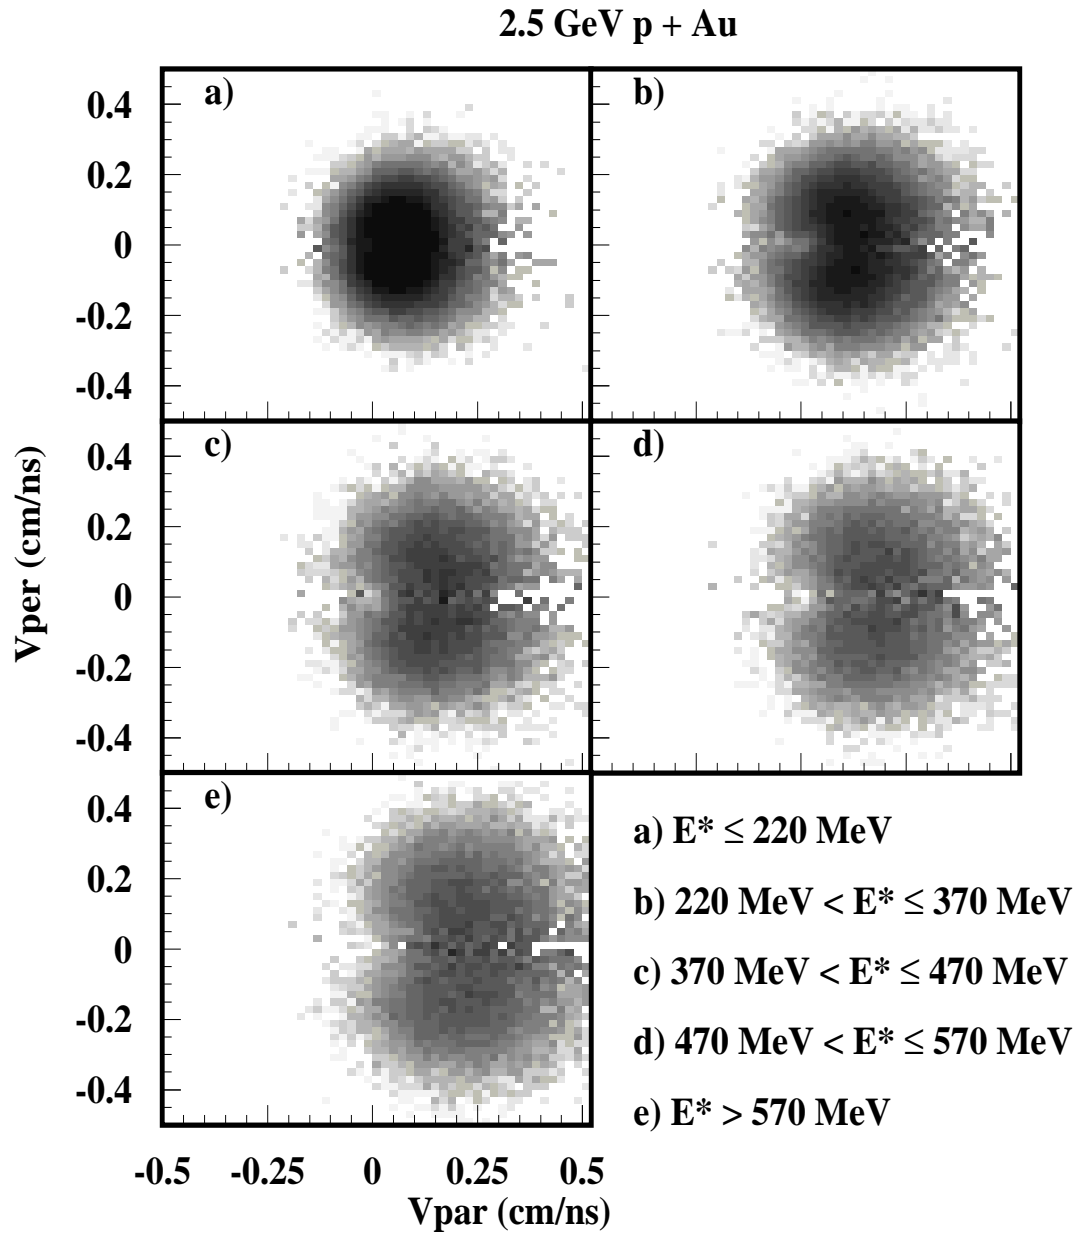 2.5 GeV p + Au
a)
b)
0.4
0.2
0
-0.2
-0.4
c)
d)
0.4
0.2
0
-0.2
-0.4
Vper (cm/ns)
e)
0.4
0.2
0
-0.2
-0.4
a) E* ≤ 220 MeV
b) 220 MeV < E* ≤ 370 MeV
c) 370 MeV < E* ≤ 470 MeV
d) 470 MeV < E* ≤ 570 MeV
e) E* > 570 MeV
-0.5 -0.25 0 0.25 0.5
Vpar (cm/ns)